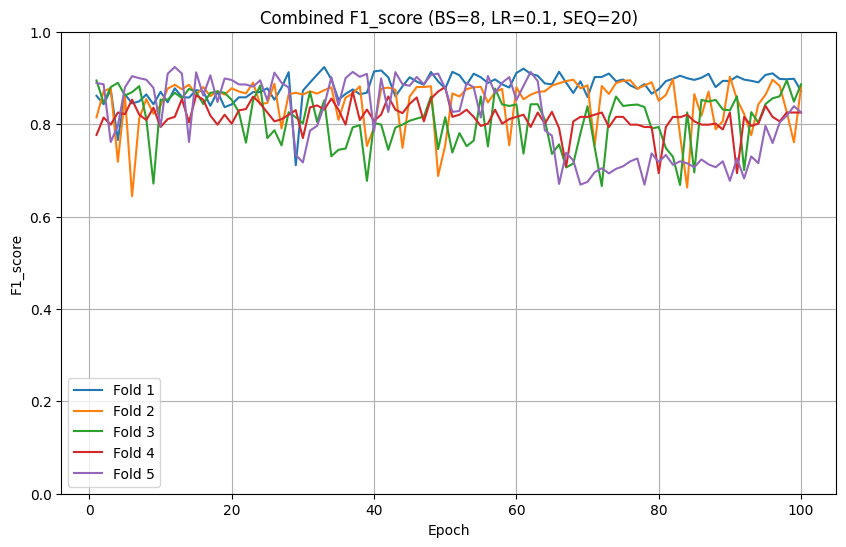 Combined F1_score (BS=8, LR=0.1, SEQ=20)
1.0
0.8
0.6
0.4
0.2
0.0
F1_score
Fold 1
Fold 2
Fold 3
Fold 4
Fold 5
0 20 40 60 80 100
Epoch